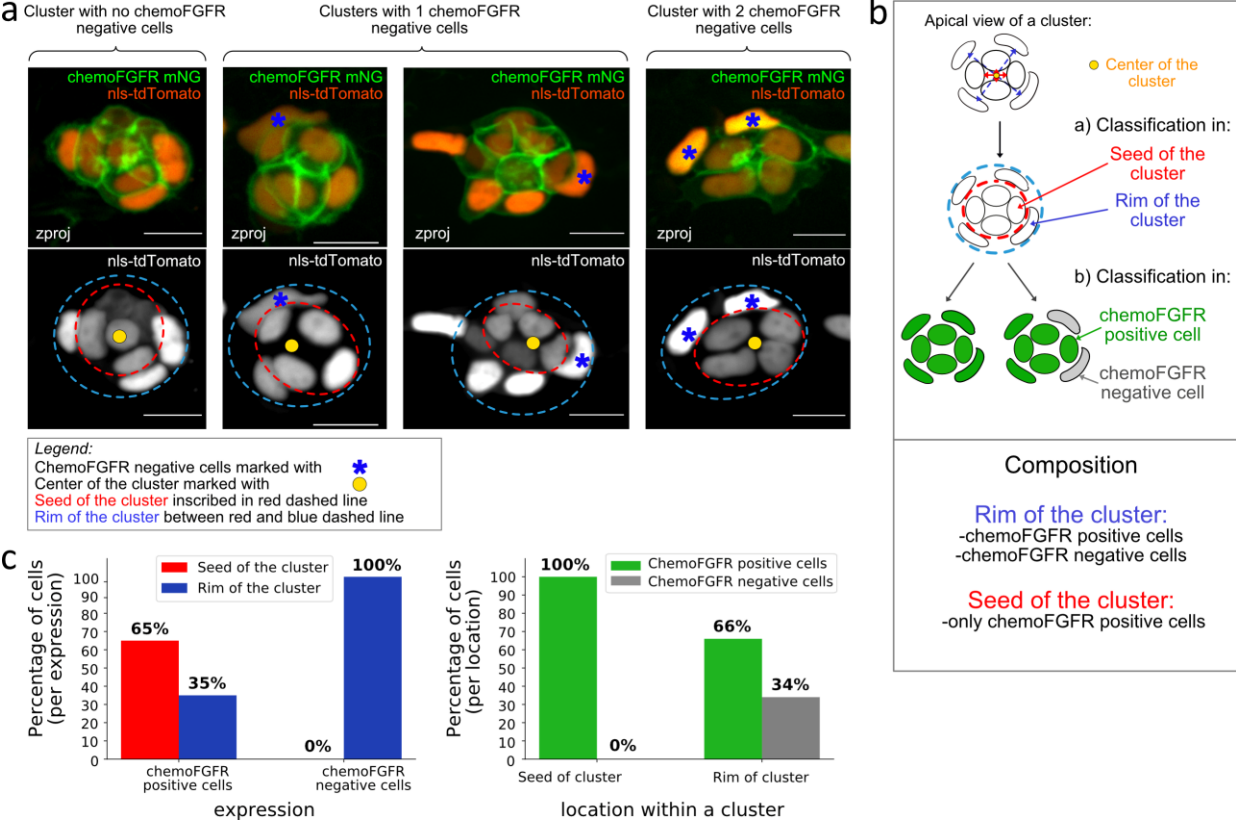 a
Cluster with no chemoFGFR
negative cells
Clusters with 1 chemoFGFR
negative cells
Cluster with 2 chemoFGFR
negative cells
chemoFGFR mNG
nls-tdTomato
zproj
chemoFGFR mNG
nls-tdTomato
chemoFGFR mNG
nls-tdTomato
zproj
chemoFGFR mNG
nls-tdTomato
zproj
nls-tdTomato
nls-tdTomato
nls-tdTomato
Legend:
ChemoFGFR negative cells marked with
Center of the cluster marked with
Seed of the cluster inscribed in red dashed line
Rim of the cluster between red and blue dashed line
b
Apical view of a cluster:
Center of the
cluster
a) Classification in:
Seed of the
cluster
Rim of the
cluster
b) Classification in:
chemoFGFR
positive cell
chemoFGFR
negative cell
Composition
Rim of the cluster:
-chemoFGFR positive cells
-chemoFGFR negative cells
Seed of the cluster:
-only chemoFGFR positive cells
c
Percentage of cells
(per expression)
100
90
80
70
60
50
40
30
20
10
0
Seed of the cluster
Rim of the cluster
65%
35%
0%
100%
chemoFGFR
positive cells
chemoFGFR
negative cells
expression
Percentage of cells
(per location)
100
90
80
70
60
50
40
30
20
10
0
ChemoFGFR positive cells
ChemoFGFR negative cells
100%
0%
66%
34%
Seed of cluster
Rim of cluster
location within a cluster